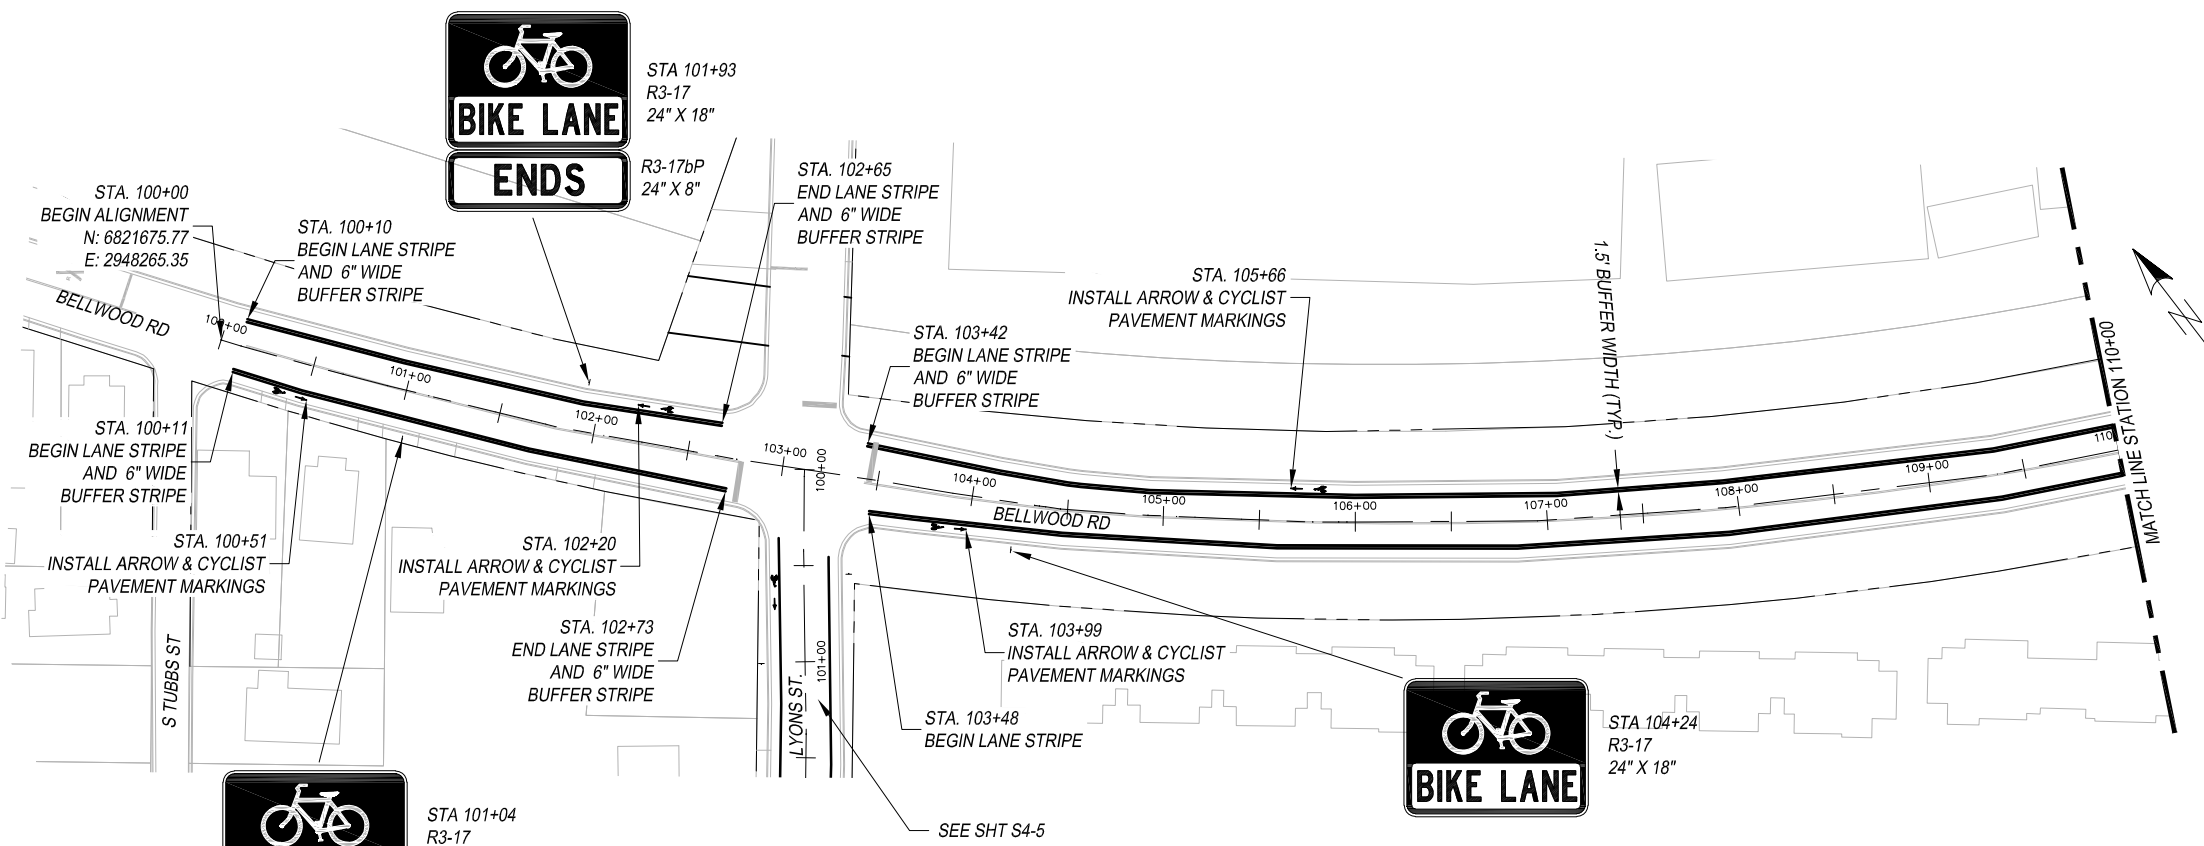 BIKE LANE
ENDS
STA 101+93
R3-17
24" X 18"
R3-17bP
24" X 8"
STA. 100+00
BEGIN ALIGNMENT
N: 6821675.77
E: 2948265.35
STA. 100+10
BEGIN LANE STRIPE
AND 6" WIDE
BUFFER STRIPE
STA. 102+65
END LANE STRIPE
AND 6" WIDE
BUFFER STRIPE
STA. 105+66
INSTALL ARROW & CYCLIST
PAVEMENT MARKINGS
1.5' BUFFER WIDTH (TYP.)
STA. 103+42
BEGIN LANE STRIPE
AND 6" WIDE
BUFFER STRIPE
BELLWOOD RD
100+00
101+00
102+00
103+00
100+00
104+00
105+00
106+00
107+00
108+00
109+00
110
MATCH LINE STATION 110+00
BELLWOOD RD
STA. 100+11
BEGIN LANE STRIPE
AND 6" WIDE
BUFFER STRIPE
STA. 100+51
INSTALL ARROW & CYCLIST
PAVEMENT MARKINGS
STA. 102+20
INSTALL ARROW & CYCLIST
PAVEMENT MARKINGS
STA. 102+73
END LANE STRIPE
AND 6" WIDE
BUFFER STRIPE
STA. 103+99
INSTALL ARROW & CYCLIST
PAVEMENT MARKINGS
STA. 103+48
BEGIN LANE STRIPE
S TUBBS ST
LYONS ST.
101+00
SEE SHT S4-5
BIKE LANE
STA 104+24
R3-17
24" X 18"
STA 101+04
R3-17